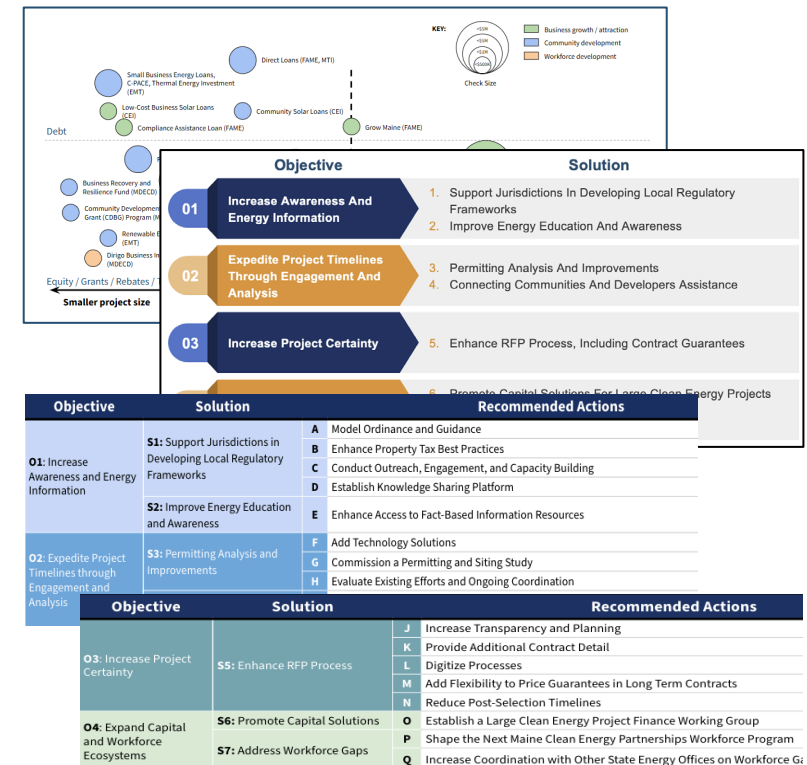 KEY:
<$1M
<$5M
<$500K
Check Size
Business growth / attraction
Community development
Workforce development
Direct Loans (FAME, MTI)
Small Business Energy Loans,
C-PACE, Thermal Energy Investment
(EMT)
Low-Cost Business Solar Loans
(CEI)
Community Solar Loans (CEI)
Compliance Assistance Loan (FAME)
Grow Maine (FAME)
Debt
Business Recovery and
Resilience Fund (MDECD)
Community Developmen
Grant (CDBG) Program (M
Renewable E
(EMT)
Dirigo Business In
(MDECD)
Equity / Grants / Rebates / T
Smaller project size
Objective
Solution
01
Increase Awareness And
Energy Information
1. Support Jurisdictions In Developing Local Regulatory
Frameworks
2. Improve Energy Education And Awareness
02
Expedite Project Timelines
Through Engagement And
Analysis
3. Permitting Analysis And Improvements
4. Connecting Communities And Developers Assistance
03
Increase Project Certainty
5. Enhance RFP Process, Including Contract Guarantees
6. Promote Capital Solutions For Large Clean Energy Projects
Objective
Solution
Recommended Actions
O1: Increase
Awareness and Energy
Information
S1: Support Jurisdictions in
Developing Local Regulatory
Frameworks
A Model Ordinance and Guidance
B Enhance Property Tax Best Practices
C Conduct Outreach, Engagement, and Capacity Building
D Establish Knowledge Sharing Platform
S2: Improve Energy Education
and Awareness
E Enhance Access to Fact-Based Information Resources
O2: Expedite Project
Timelines through
Engagement and
Analysis
S3: Permitting Analysis and
Improvements
F Add Technology Solutions
G Commission a Permitting and Siting Study
H Evaluate Existing Efforts and Ongoing Coordination
Objective
Solution
Recommended Actions
O3: Increase Project
Certainty
S5: Enhance RFP Process
J Increase Transparency and Planning
K Provide Additional Contract Detail
L Digitize Processes
M Add Flexibility to Price Guarantees in Long Term Contracts
N Reduce Post-Selection Timelines
O4: Expand Capital
and Workforce
Ecosystems
S6: Promote Capital Solutions
O Establish a Large Clean Energy Project Finance Working Group
S7: Address Workforce Gaps
P Shape the Next Maine Clean Energy Partnerships Workforce Program
Q Increase Coordination with Other State Energy Offices on Workforce Ga